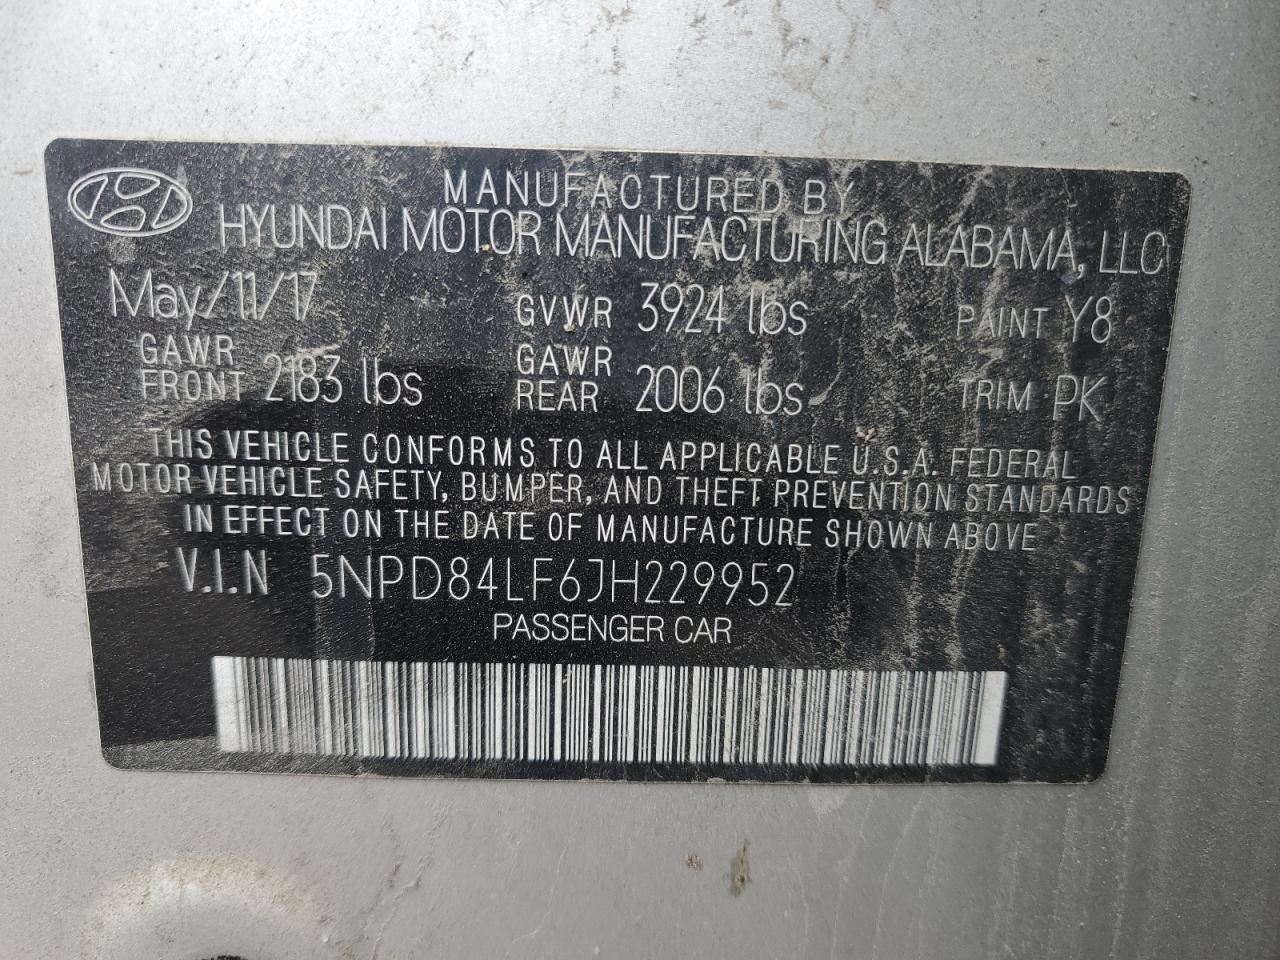 MANUFACTURED BY
HYUNDAI MOTOR MANUFACTURING ALABAMA, LLC
May/11/17 GVWR 3924 lbs PAINT Y8
GAWR FRONT 2183 lbs GAWR REAR 2006 lbs TRIM PK
THIS VEHICLE CONFORMS TO ALL APPLICABLE U.S.A. FEDERAL
MOTOR VEHICLE SAFETY, BUMPER, AND THEFT PREVENTION STANDARDS
IN EFFECT ON THE DATE OF MANUFACTURE SHOWN ABOVE
V.I.N 5NPD84LF6JH229952
PASSENGER CAR